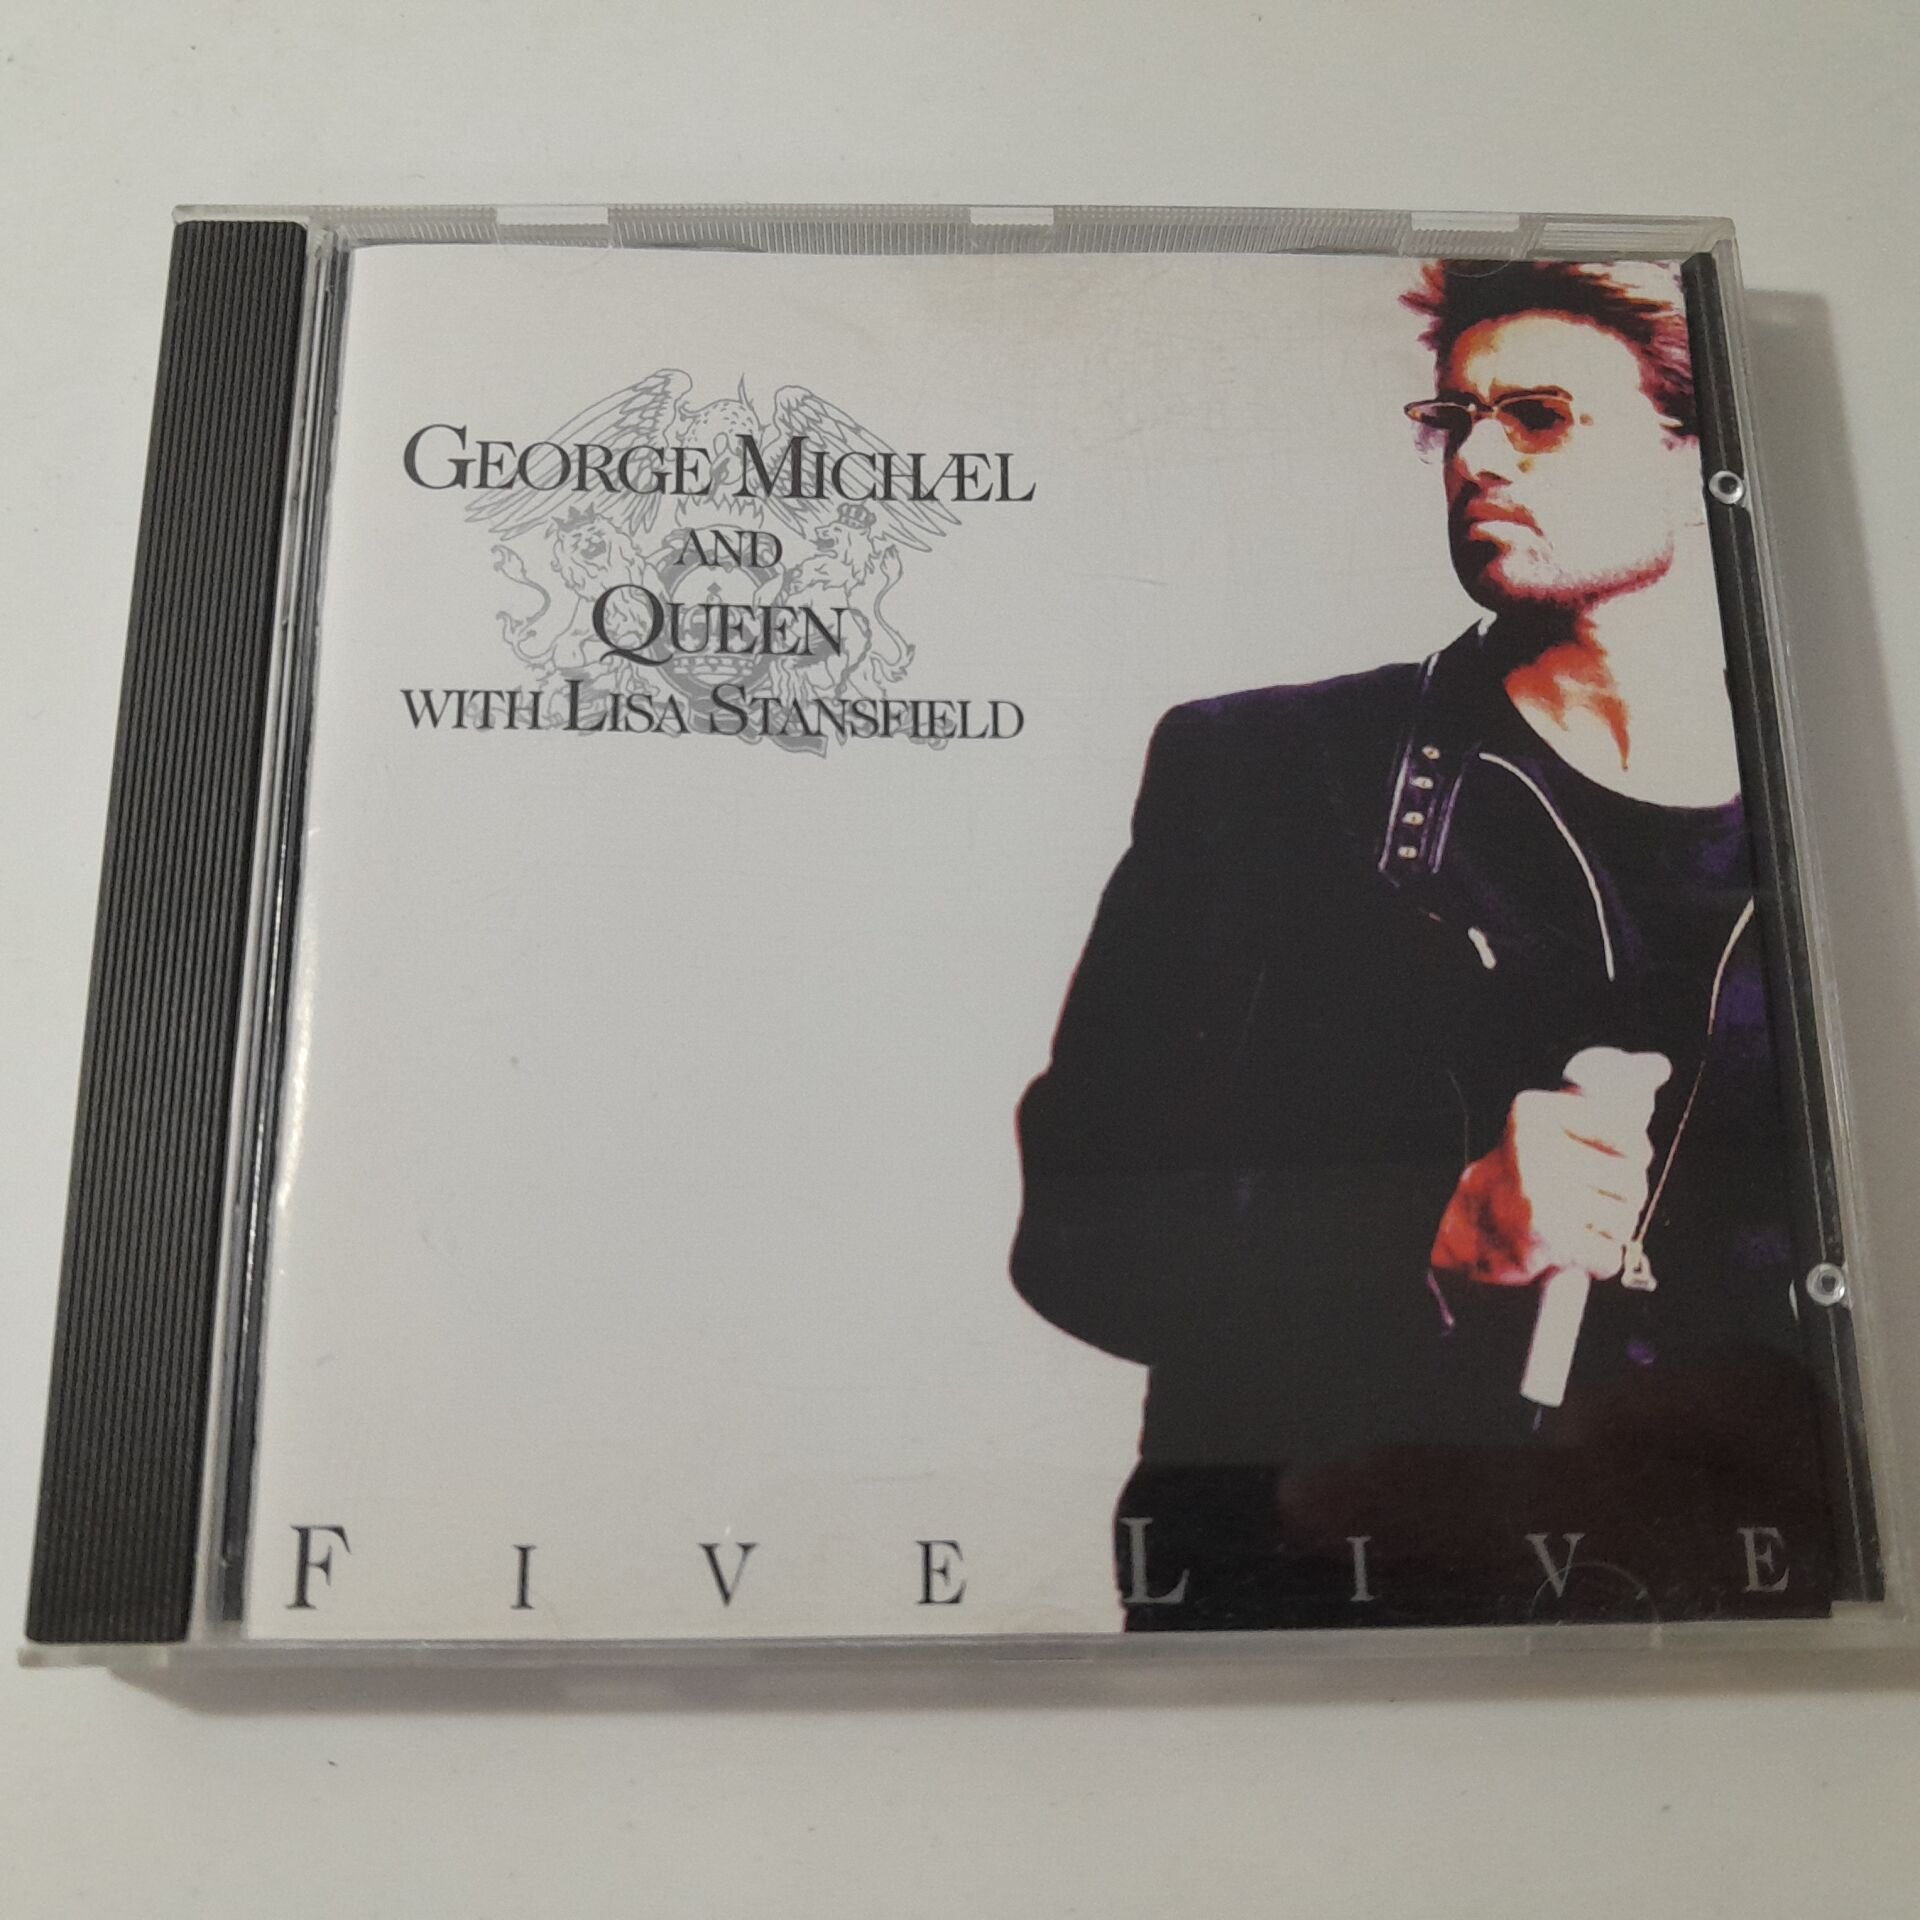 GEORGE MICHÆL
AND
QUEEN
WITH LISA STANSFIELD
FIVE LIVE